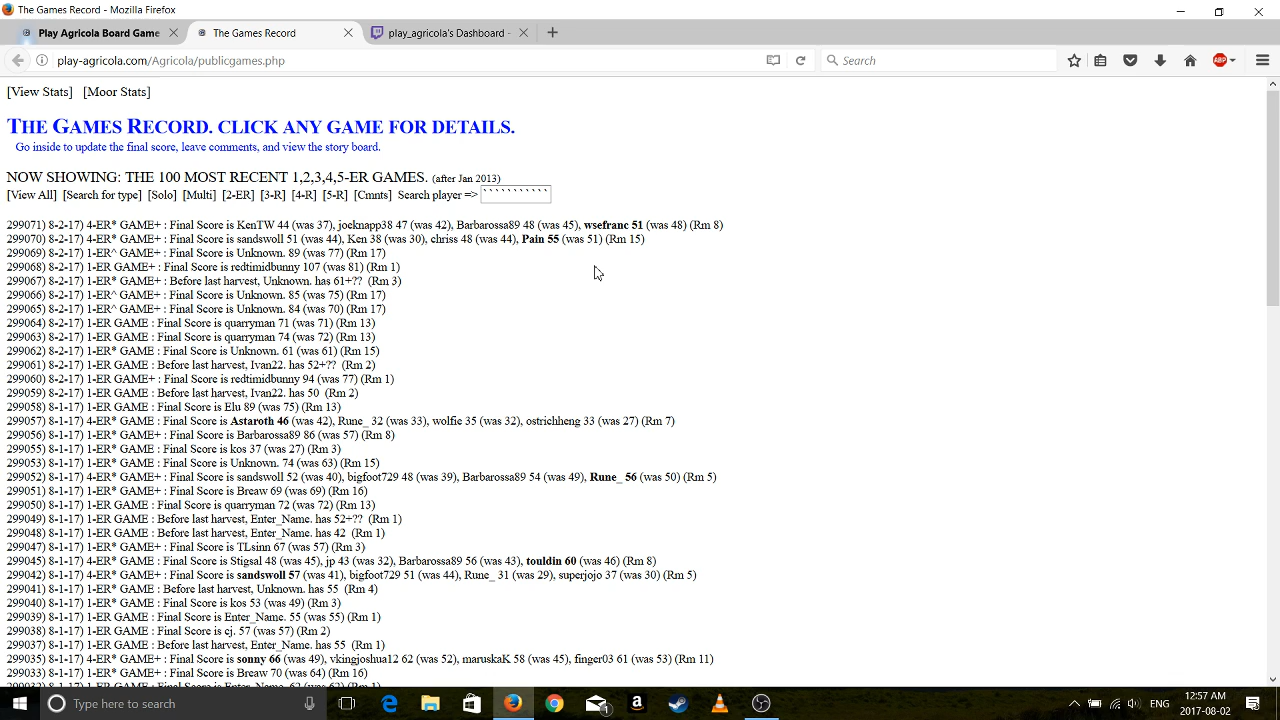 The Games Record - Mozilla Firefox
Play Agricola Board Game
The Games Record
play_agricola's Dashboard -
play-agricola.com/Agricola/publicgames.php
Search
ABP
[View Stats] [Moor Stats]
THE GAMES RECORD. CLICK ANY GAME FOR DETAILS.
Go inside to update the final score, leave comments, and view the story board.
NOW SHOWING: THE 100 MOST RECENT 1,2,3,4,5-ER GAMES. (after Jan 2013)
[View All] [Search for type] [Solo] [Multi] [2-ER] [3-R] [4-R] [5-R] [Cmnts] Search player => ```````````
299071) 8-2-17) 4-ER* GAME+ : Final Score is KenTW 44 (was 37), joeknapp38 47 (was 42), Barbarossa89 48 (was 45), wsefranc 51 (was 48) (Rm 8)
299070) 8-2-17) 4-ER* GAME+ : Final Score is sandswoll 51 (was 44), Ken 38 (was 30), chriss 48 (was 44), Pain 55 (was 51) (Rm 15)
299069) 8-2-17) 1-ER^ GAME+ : Final Score is Unknown. 89 (was 77) (Rm 17)
299068) 8-2-17) 1-ER GAME+ : Final Score is redtimidbunny 107 (was 81) (Rm 1)
299067) 8-2-17) 1-ER* GAME+ : Before last harvest, Unknown. has 61+?? (Rm 3)
299066) 8-2-17) 1-ER^ GAME+ : Final Score is Unknown. 85 (was 75) (Rm 17)
299065) 8-2-17) 1-ER^ GAME+ : Final Score is Unknown. 84 (was 70) (Rm 17)
299064) 8-2-17) 1-ER GAME : Final Score is quarryman 71 (was 71) (Rm 13)
299063) 8-2-17) 1-ER GAME : Final Score is quarryman 74 (was 72) (Rm 13)
299062) 8-2-17) 1-ER* GAME : Final Score is Unknown. 61 (was 61) (Rm 15)
299061) 8-2-17) 1-ER GAME : Before last harvest, Ivan22. has 52+?? (Rm 2)
299060) 8-2-17) 1-ER GAME+ : Final Score is redtimidbunny 94 (was 77) (Rm 1)
299059) 8-2-17) 1-ER GAME : Before last harvest, Ivan22. has 50 (Rm 2)
299058) 8-1-17) 1-ER GAME : Final Score is Elu 89 (was 75) (Rm 13)
299057) 8-1-17) 4-ER* GAME : Final Score is Astaroth 46 (was 42), Rune_ 32 (was 33), wolfie 35 (was 32), ostrichheng 33 (was 27) (Rm 7)
299056) 8-1-17) 1-ER* GAME+ : Final Score is Barbarossa89 86 (was 57) (Rm 8)
299055) 8-1-17) 1-ER* GAME : Final Score is kos 37 (was 27) (Rm 3)
299053) 8-1-17) 1-ER* GAME : Final Score is Unknown. 74 (was 63) (Rm 15)
299052) 8-1-17) 4-ER* GAME+ : Final Score is sandswoll 52 (was 40), bigfoot729 48 (was 39), Barbarossa89 54 (was 49), Rune_ 56 (was 50) (Rm 5)
299051) 8-1-17) 1-ER* GAME+ : Final Score is Breaw 69 (was 69) (Rm 16)
299050) 8-1-17) 1-ER GAME : Final Score is quarryman 72 (was 72) (Rm 13)
299049) 8-1-17) 1-ER GAME : Before last harvest, Enter_Name. has 52+?? (Rm 1)
299048) 8-1-17) 1-ER GAME : Before last harvest, Enter_Name. has 42 (Rm 1)
299047) 8-1-17) 1-ER* GAME+ : Final Score is TLsinn 67 (was 57) (Rm 3)
299045) 8-1-17) 4-ER* GAME : Final Score is Stigsal 48 (was 45), jp 43 (was 32), Barbarossa89 56 (was 43), touldin 60 (was 46) (Rm 8)
299042) 8-1-17) 4-ER* GAME+ : Final Score is sandswoll 57 (was 41), bigfoot729 51 (was 44), Rune_ 31 (was 29), superjojo 37 (was 30) (Rm 5)
299041) 8-1-17) 1-ER* GAME : Before last harvest, Unknown. has 55 (Rm 4)
299040) 8-1-17) 1-ER* GAME : Final Score is kos 53 (was 49) (Rm 3)
299039) 8-1-17) 1-ER GAME : Final Score is Enter_Name. 55 (was 55) (Rm 1)
299038) 8-1-17) 1-ER GAME : Final Score is cj. 57 (was 57) (Rm 2)
299037) 8-1-17) 1-ER GAME : Before last harvest, Enter_Name. has 55 (Rm 1)
299035) 8-1-17) 4-ER* GAME+ : Final Score is sonny 66 (was 49), vkingjoshua12 62 (was 52), maruskaK 58 (was 45), finger03 61 (was 53) (Rm 11)
299033) 8-1-17) 1-ER* GAME+ : Final Score is Breaw 70 (was 64) (Rm 16)
Type here to search
1
ENG
12:57 AM
2017-08-02